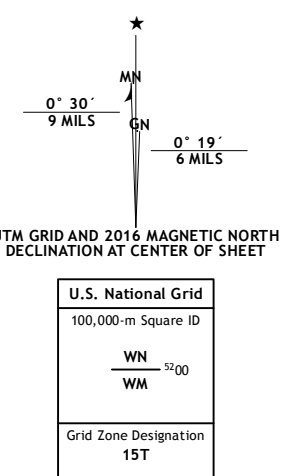 ★
MN
0° 30´
9 MILS
GN
0° 19´
6 MILS
UTM GRID AND 2016 MAGNETIC NORTH
DECLINATION AT CENTER OF SHEET
U.S. National Grid
100,000-m Square ID
WN
5200
WM
Grid Zone Designation
15T